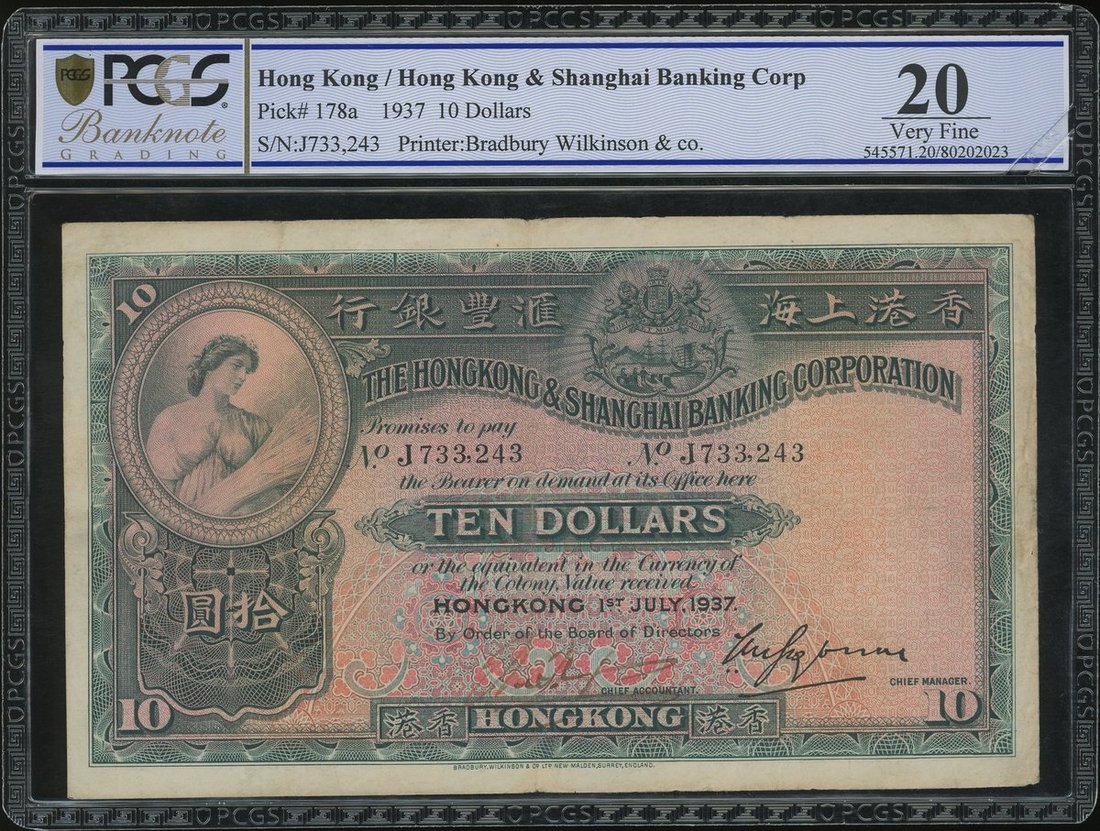 PCGS
Banknote
GRADING
Hong Kong / Hong Kong & Shanghai Banking Corp
Pick# 178a 1937 10 Dollars
S/N:J733,243 Printer:Bradbury Wilkinson & co.
20
Very Fine
545571.20/80202023
10 10
行銀豐滙 海上港香
THE HONGKONG & SHANGHAI BANKING CORPORATION
Promises to pay
No. J733,243 No. J733,243
the Bearer on demand at its Office here
TEN DOLLARS
or the equivalent in the Currency of
the Colony, Value received.
圓拾
HONGKONG 1ST JULY, 1937.
By Order of the Board of Directors
CHIEF ACCOUNTANT.
CHIEF MANAGER.
10 港香 HONGKONG 港香 10
BRADBURY, WILKINSON & CO LTD NEW MALDEN, SURREY, ENGLAND.